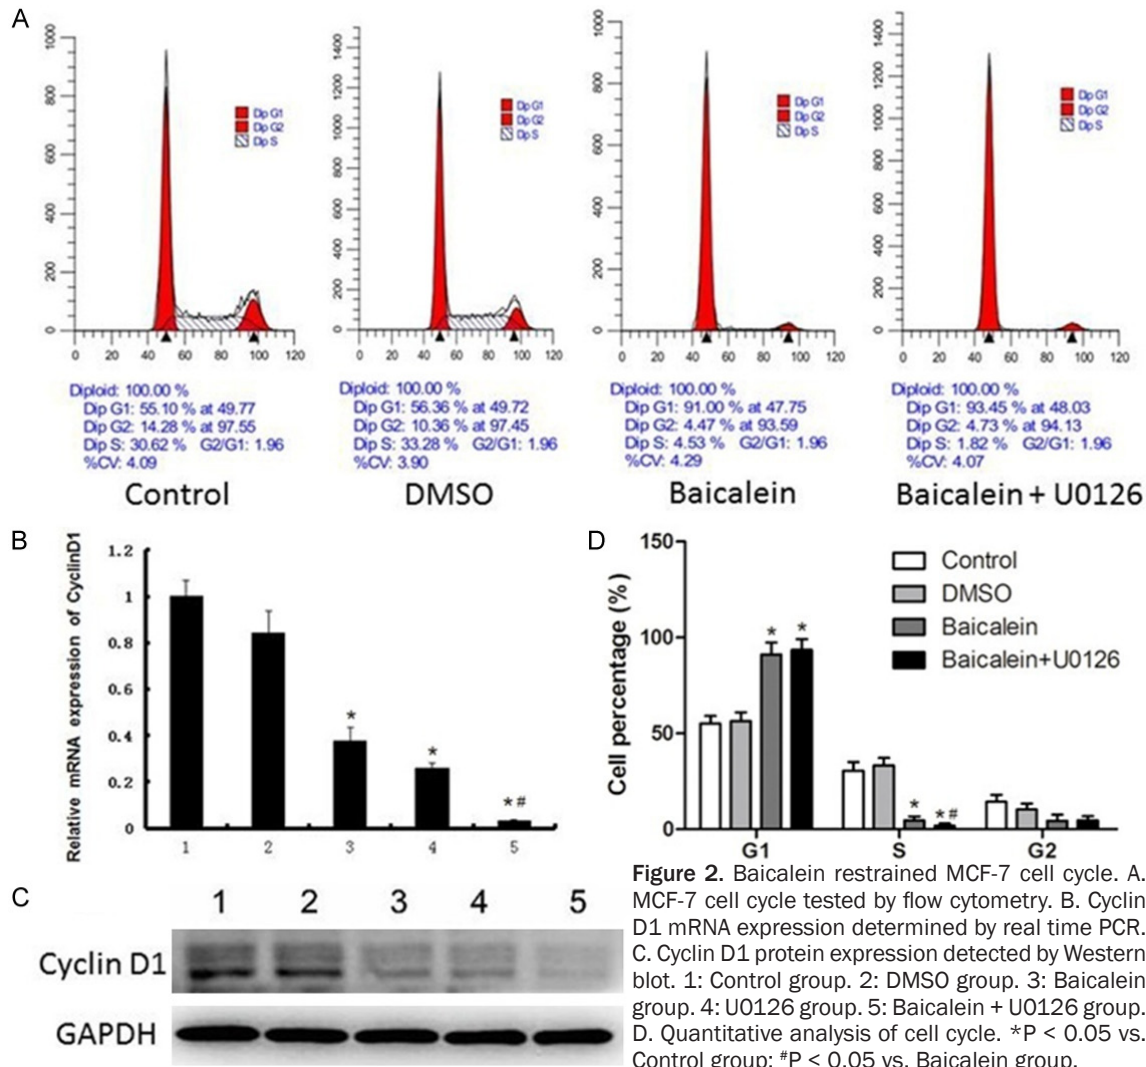 A
1000
800
600
400
200
0
0 20 40 60 80 100 120
Dip G1
Dip G2
Dip S
Diploid: 100.00 %
Dip G1: 55.10 % at 49.77
Dip G2: 14.28 % at 97.55
Dip S: 30.62 % G2/G1: 1.96
%CV: 4.09
Control
1400
1200
1000
800
600
400
200
0
0 20 40 60 80 100 120
Dip G1
Dip G2
Dip S
Diploid: 100.00 %
Dip G1: 56.36 % at 49.72
Dip G2: 10.36 % at 97.45
Dip S: 33.28 % G2/G1: 1.96
%CV: 3.90
DMSO
1000
800
600
400
200
0
0 20 40 60 80 100 120
Dip G1
Dip G2
Dip S
Diploid: 100.00 %
Dip G1: 91.00 % at 47.75
Dip G2: 4.47 % at 93.59
Dip S: 4.53 % G2/G1: 1.96
%CV: 4.29
Baicalein
1400
1200
1000
800
600
400
200
0
0 20 40 60 80 100 120
Dip G1
Dip G2
Dip S
Diploid: 100.00 %
Dip G1: 93.45 % at 48.03
Dip G2: 4.73 % at 94.13
Dip S: 1.82 % G2/G1: 1.96
%CV: 4.07
Baicalein + U0126
B
Relative mRNA expression of CyclinD1
1.2
1
0.8
0.6
0.4
0.2
0
*
*
*#
1 2 3 4 5
D
Cell percentage (%)
150
100
50
0
Control
DMSO
Baicalein
Baicalein+U0126
* *
*
*#
G1 S G2
C
1 2 3 4 5
Cyclin D1
GAPDH
Figure 2. Baicalein restrained MCF-7 cell cycle. A.
MCF-7 cell cycle tested by flow cytometry. B. Cyclin
D1 mRNA expression determined by real time PCR.
C. Cyclin D1 protein expression detected by Western
blot. 1: Control group. 2: DMSO group. 3: Baicalein
group. 4: U0126 group. 5: Baicalein + U0126 group.
D. Quantitative analysis of cell cycle. *P < 0.05 vs.
Control group; #P < 0.05 vs. Baicalein group.